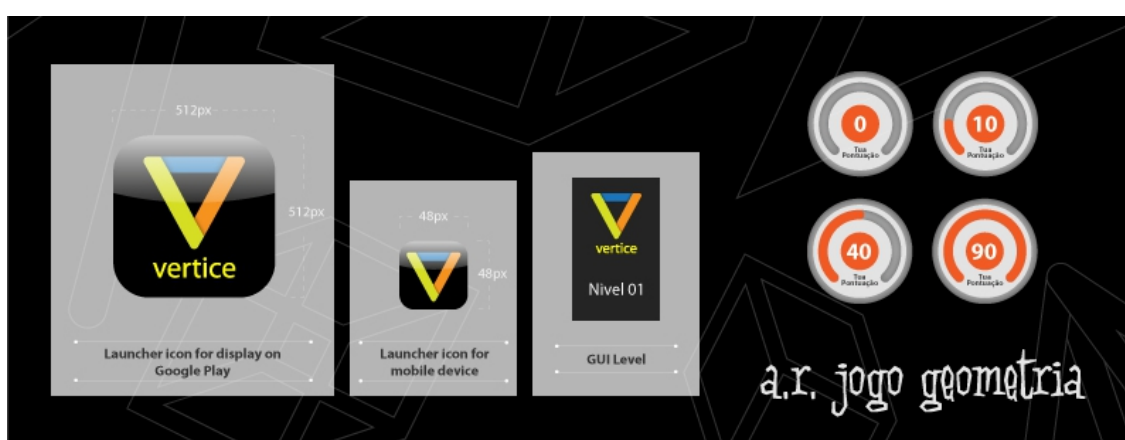 512px
512px
vertice
Launcher icon for display on
Google Play
48px
48px
Launcher icon for
mobile device
vertice
Nivel 01
GUI Level
0
Tua
Pontuação
10
Tua
Pontuação
40
Tua
Pontuação
90
Tua
Pontuação
a.r. jogo geometria